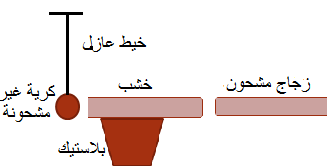 خيط عازل
زجاج مشحون
خشب
كرية غير
مشحونة
بلاستيك